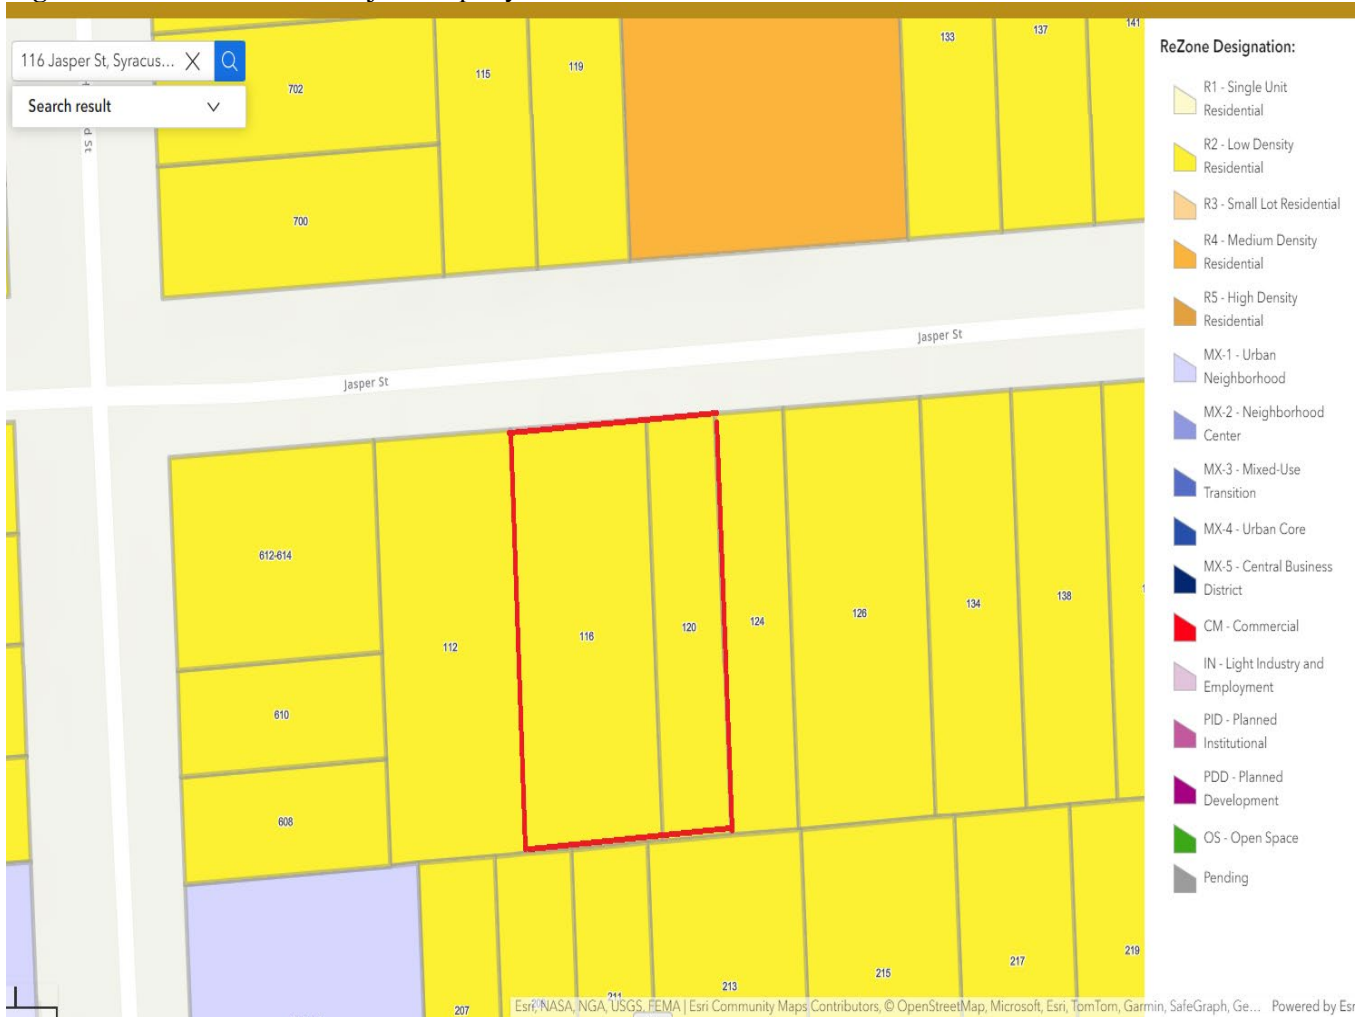 116 Jasper St, Syracus...
Search result
d St
702
700
115
119
133
137
141
Jasper St
Jasper St
612-614
610
608
112
116
120
124
126
134
138
207
213
215
217
219
ReZone Designation:
R1 - Single Unit
Residential
R2 - Low Density
Residential
R3 - Small Lot Residential
R4 - Medium Density
Residential
R5 - High Density
Residential
MX-1 - Urban
Neighborhood
MX-2 - Neighborhood
Center
MX-3 - Mixed-Use
Transition
MX-4 - Urban Core
MX-5 - Central Business
District
CM - Commercial
IN - Light Industry and
Employment
PID - Planned
Institutional
PDD - Planned
Development
OS - Open Space
Pending
Esri, NASA, NGA, USGS, FEMA | Esri Community Maps Contributors, © OpenStreetMap, Microsoft, Esri, TomTom, Garmin, SafeGraph, Ge... Powered by Esr